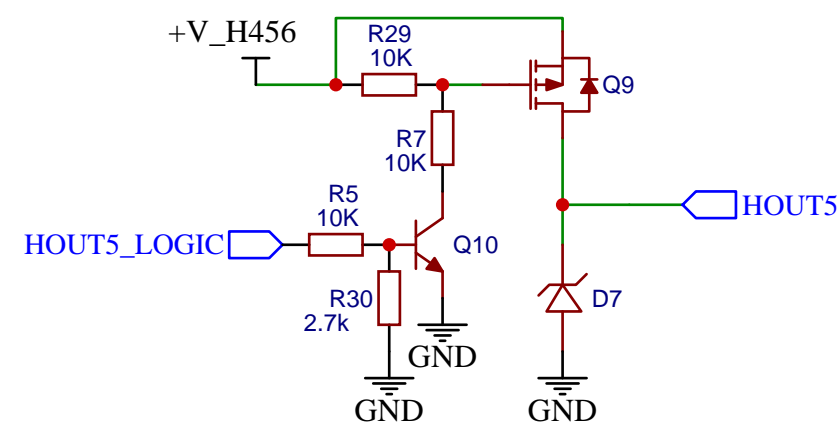 +V_H456
R29
10K
Q9
R7
10K
HOUT5
R5
10K
HOUT5_LOGIC
Q10
R30
2.7k
D7
GND
GND
GND